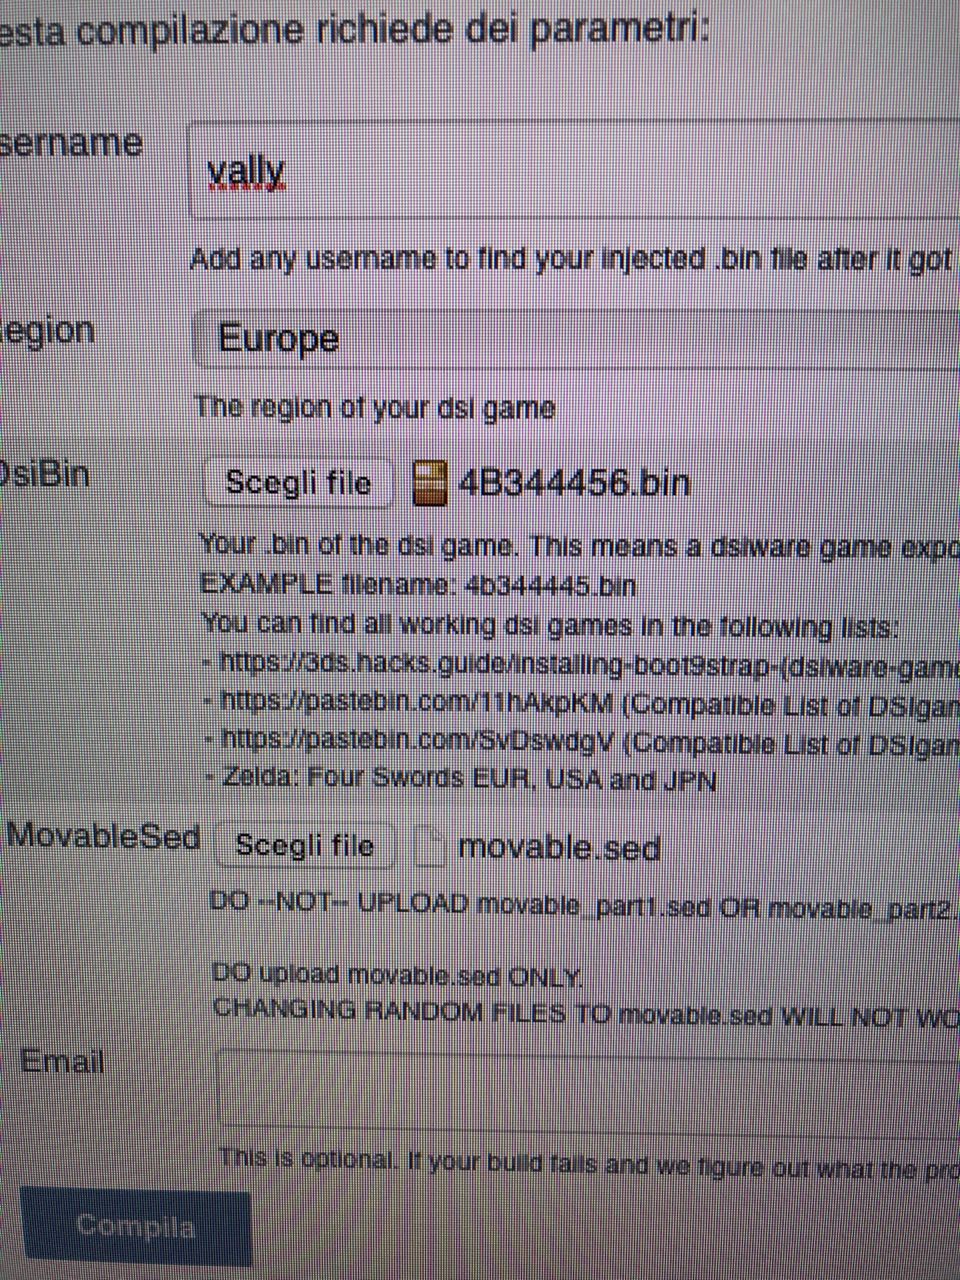 esta compilazione richiede dei parametri:
sername
vally
Add any username to find your injected .bin file after it got
egion
Europe
The region of your dsi game
DsiBin
Scegli file
4B344456.bin
Your .bin of the dsi game. This means a dsiware game expo
EXAMPLE filename: 4b344445.bin
You can find all working dsi games in the following lists:
- https://3ds.hacks.guide/installing-boot9strap-(dsiware-game
- https://pastebin.com/11hAkpKM (Compatible List of DSIgam
- https://pastebin.com/SvDswdgV (Compatible List of DSIgam
- Zelda: Four Swords EUR, USA and JPN
MovableSed
Scegli file
movable.sed
DO --NOT-- UPLOAD movable_part1.sed OR movable_part2.
DO upload movable.sed ONLY.
CHANGING RANDOM FILES TO movable.sed WILL NOT WO
Email
This is optional. If your build fails and we figure out what the pro
Compila